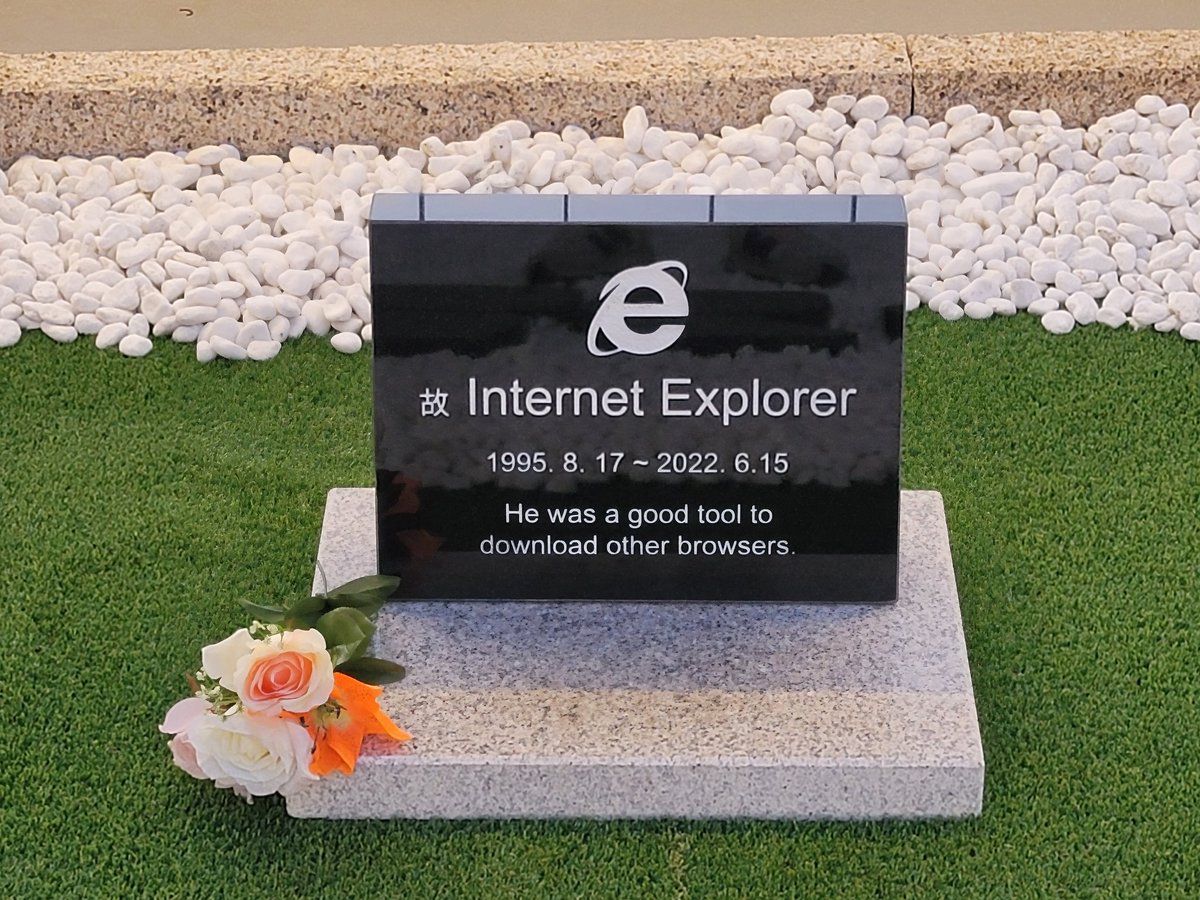 e
故 Internet Explorer
1995. 8. 17 ~ 2022. 6.15
He was a good tool to
download other browsers.